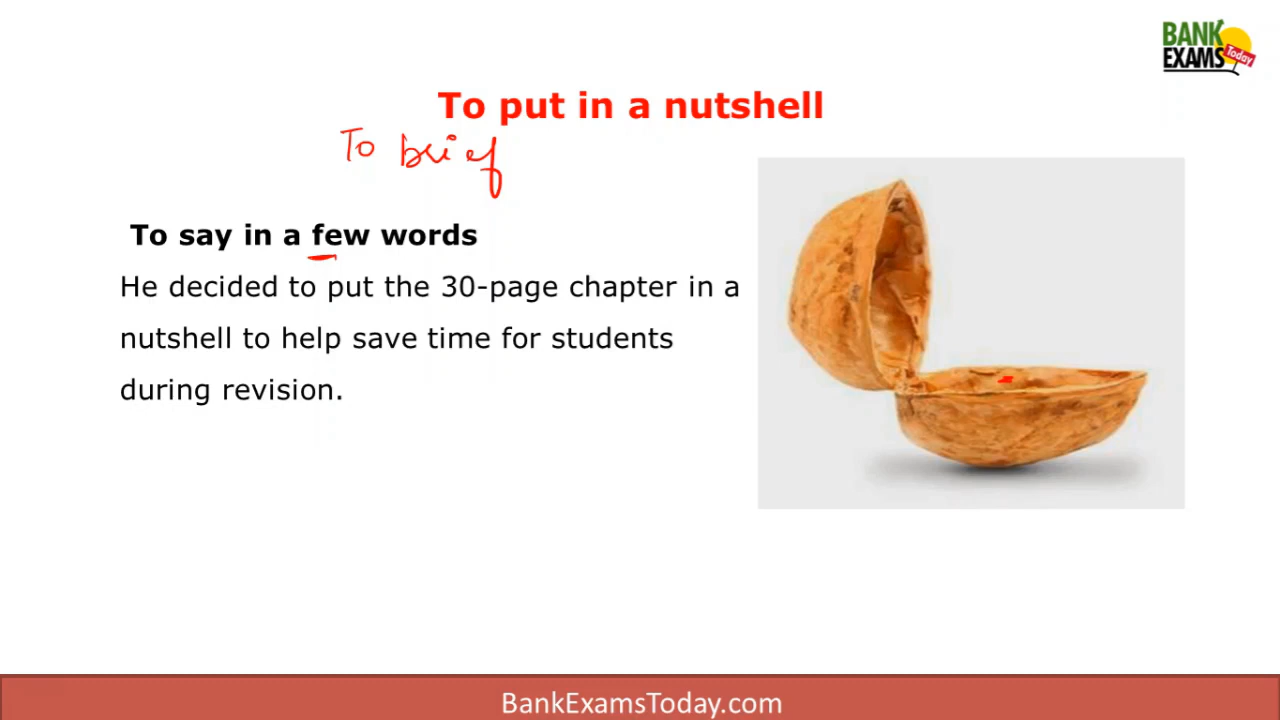 BANK
EXAMS Today
To put in a nutshell
To brief
To say in a few words
He decided to put the 30-page chapter in a
nutshell to help save time for students
during revision.
BankExamsToday.com